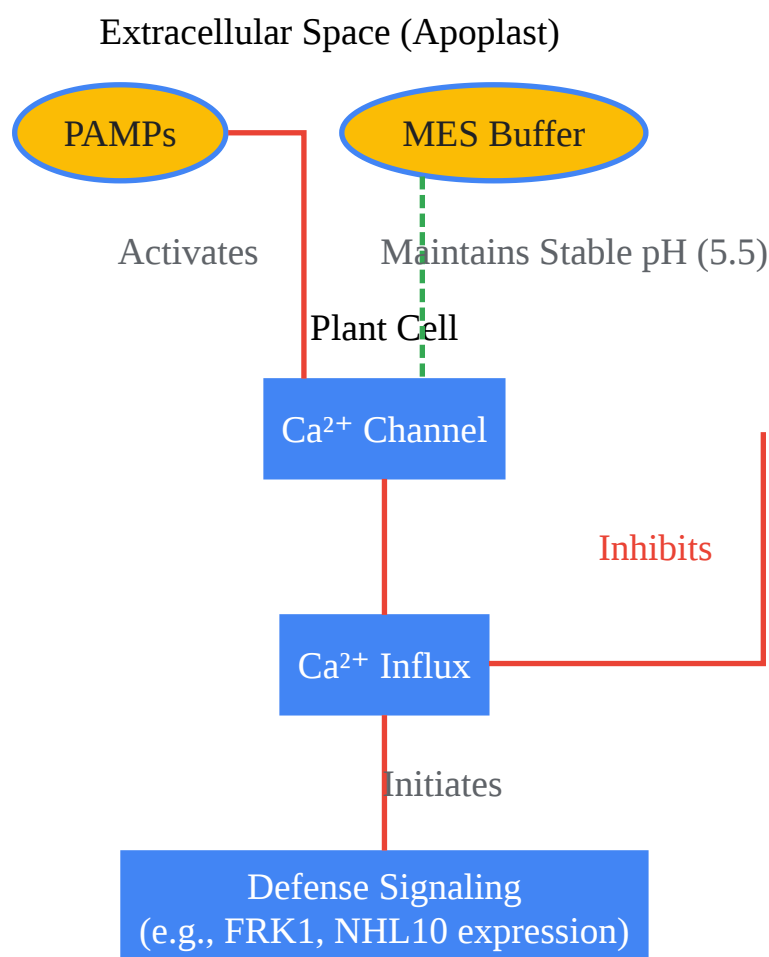 Extracellular Space (Apoplast)
PAMPs
MES Buffer
Activates
Maintains Stable pH (5.5)
Plant Cell
Ca²⁺ Channel
Inhibits
Ca²⁺ Influx
Initiates
Defense Signaling
(e.g., FRK1, NHL10 expression)